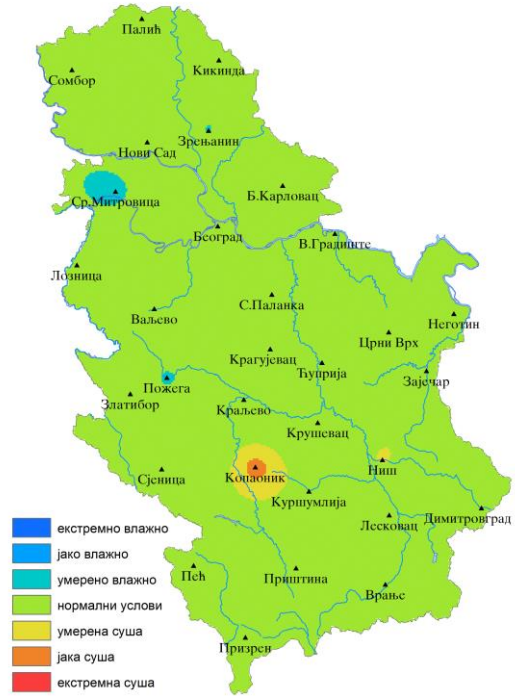 Палић
Кикинда
Сомбор
Зрењанин
Нови Сад
Ср.Митровица
Б.Карловац
Београд
В.Градиште
Лозница
С.Паланка
Ваљево
Неготин
Црни Врх
Крагујевац
Ћуприја
Зајечар
Пожега
Златибор
Краљево
Крушевац
Ниш
Сјеница
Копаоник
Куршумлија
Димитровград
Лесковац
Пећ
Приштина
Врање
Призрен
екстремно влажно
јако влажно
умерено влажно
нормални услови
умерена суша
јака суша
екстремна суша